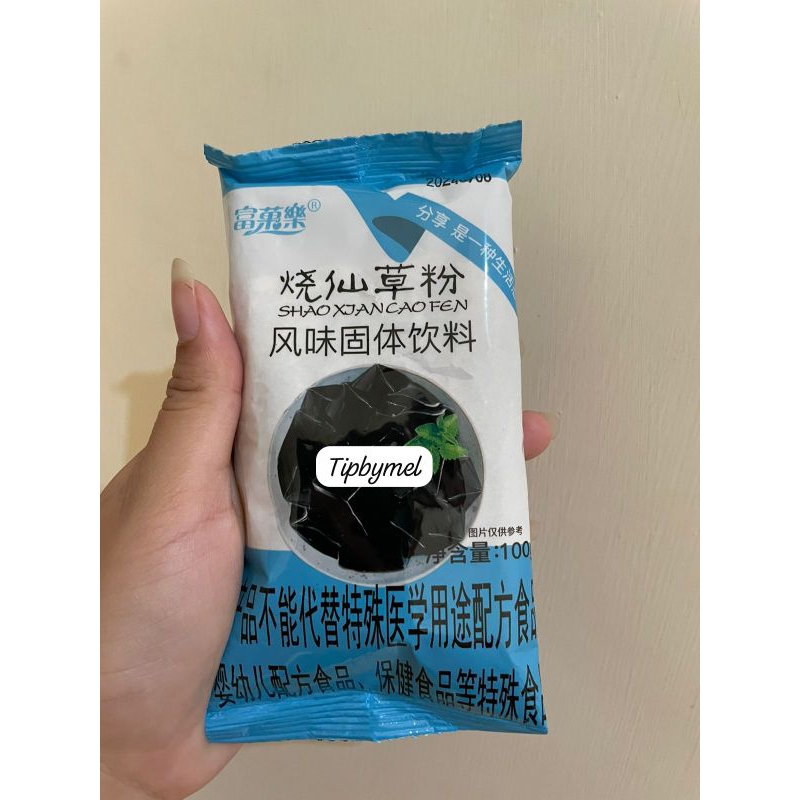 富萬樂®
分享 是一种生活
烧仙草粉
SHAO XIAN CAO FEN
风味固体饮料
Tipbymel
图片仅供参考
净含量:100
品不能代替特殊医学用途配方食品
婴幼儿配方食品、保健食品等特殊食